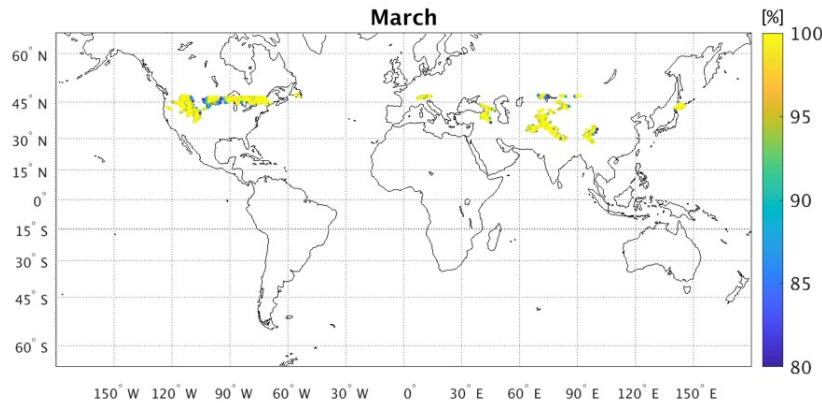 March
[%]
100
95
90
85
80
60° N
45° N
30° N
15° N
0°
15° S
30° S
45° S
60° S
150° W 120° W 90° W 60° W 30° W 0° 30° E 60° E 90° E 120° E 150° E